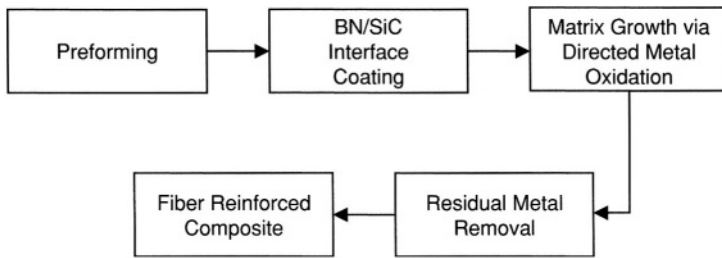 Preforming
BN/SiC
Interface
Coating
Matrix Growth via
Directed Metal
Oxidation
Fiber Reinforced
Composite
Residual Metal
Removal